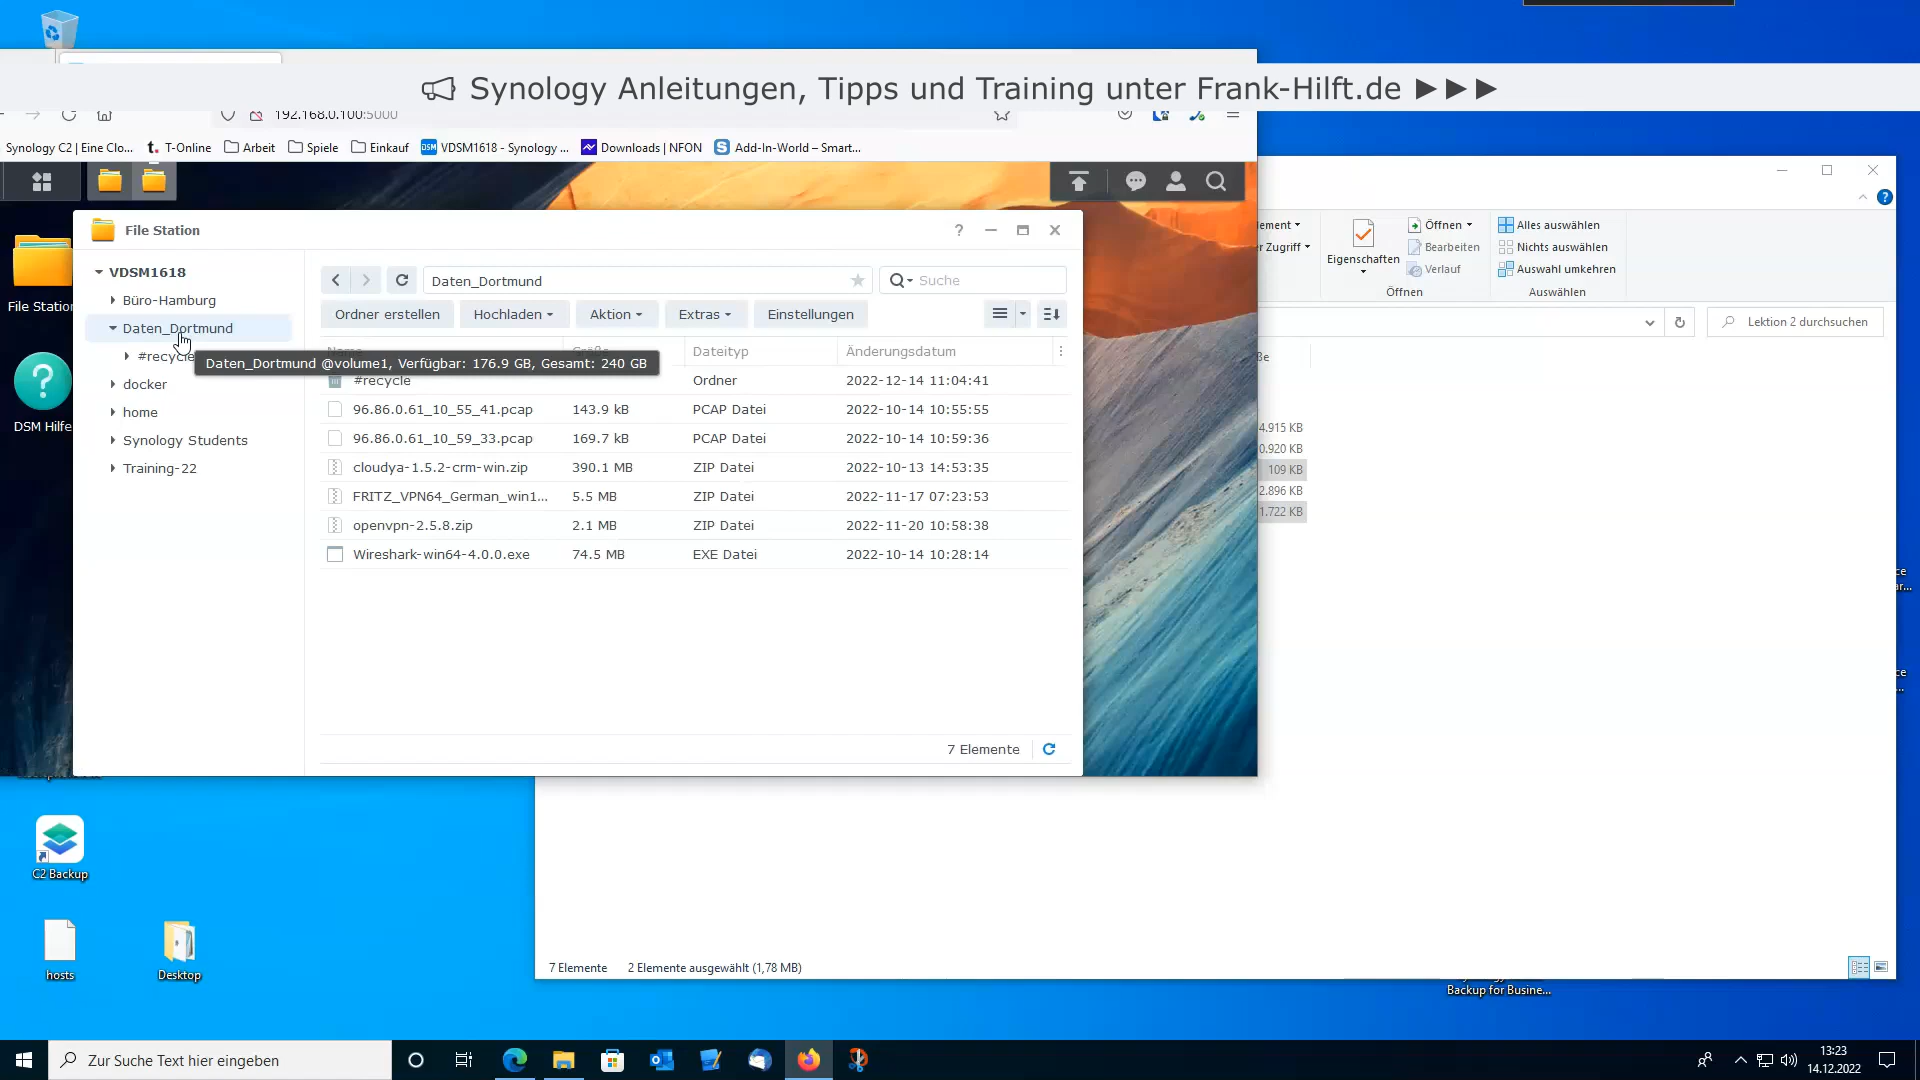 Synology Anleitungen, Tipps und Training unter Frank-Hilft.de ►►►
192.168.0.100:5000
Synology C2 | Eine Clo...
T-Online
Arbeit
Spiele
Einkauf
VDSM1618 - Synology ...
Downloads | NFON
Add-In-World – Smart...
File Station
DSM Hilfe
File Station
VDSM1618
Büro-Hamburg
Daten_Dortmund
#recycle
docker
home
Synology Students
Training-22
Daten_Dortmund
Suche
Ordner erstellen
Hochladen
Aktion
Extras
Einstellungen
Name Größe Dateityp Änderungsdatum
Daten_Dortmund @volume1, Verfügbar: 176.9 GB, Gesamt: 240 GB
#recycle Ordner 2022-12-14 11:04:41
96.86.0.61_10_55_41.pcap 143.9 kB PCAP Datei 2022-10-14 10:55:55
96.86.0.61_10_59_33.pcap 169.7 kB PCAP Datei 2022-10-14 10:59:36
cloudya-1.5.2-crm-win.zip 390.1 MB ZIP Datei 2022-10-13 14:53:35
FRITZ_VPN64_German_win1... 5.5 MB ZIP Datei 2022-11-17 07:23:53
openvpn-2.5.8.zip 2.1 MB ZIP Datei 2022-11-20 10:58:38
Wireshark-win64-4.0.0.exe 74.5 MB EXE Datei 2022-10-14 10:28:14
7 Elemente
ement
er Zugriff
Eigenschaften
Öffnen
Bearbeiten
Verlauf
Öffnen
Alles auswählen
Nichts auswählen
Auswahl umkehren
Auswählen
Lektion 2 durchsuchen
ße
4.915 KB
0.920 KB
109 KB
2.896 KB
1.722 KB
7 Elemente 2 Elemente ausgewählt (1,78 MB)
C2 Backup
hosts
Desktop
ce
ar...
ce
...
Backup for Busine...
Zur Suche Text hier eingeben
13:23
14.12.2022